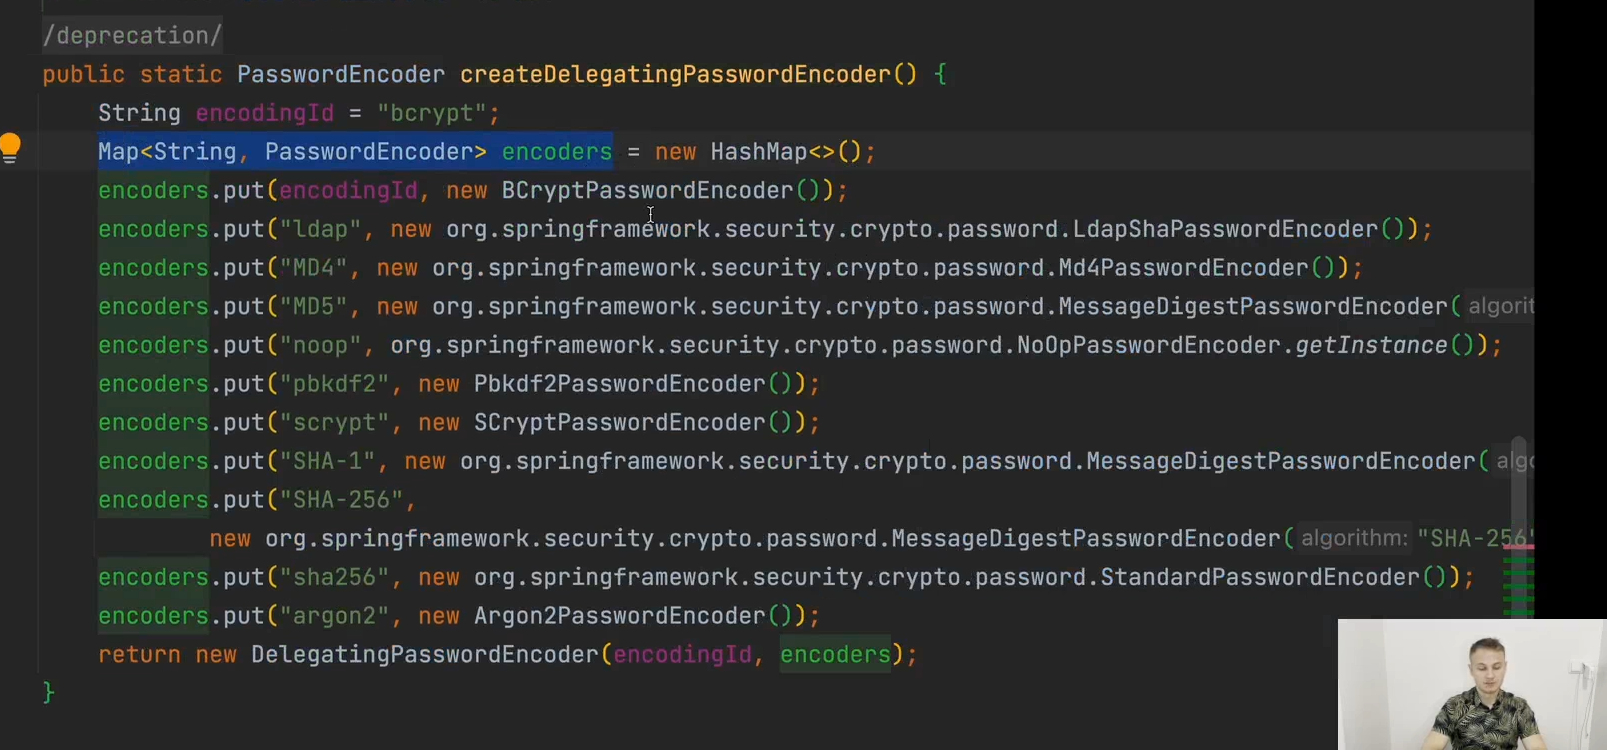 /deprecation/
public static PasswordEncoder createDelegatingPasswordEncoder() {
String encodingId = "bcrypt";
Map<String, PasswordEncoder> encoders = new HashMap<>();
encoders.put(encodingId, new BCryptPasswordEncoder());
encoders.put("ldap", new org.springframework.security.crypto.password.LdapShaPasswordEncoder());
encoders.put("MD4", new org.springframework.security.crypto.password.Md4PasswordEncoder());
encoders.put("MD5", new org.springframework.security.crypto.password.MessageDigestPasswordEncoder( algorit
encoders.put("noop", org.springframework.security.crypto.password.NoOpPasswordEncoder.getInstance());
encoders.put("pbkdf2", new Pbkdf2PasswordEncoder());
encoders.put("scrypt", new SCryptPasswordEncoder());
encoders.put("SHA-1", new org.springframework.security.crypto.password.MessageDigestPasswordEncoder( algo
encoders.put("SHA-256",
new org.springframework.security.crypto.password.MessageDigestPasswordEncoder( algorithm: "SHA-256"
encoders.put("sha256", new org.springframework.security.crypto.password.StandardPasswordEncoder());
encoders.put("argon2", new Argon2PasswordEncoder());
return new DelegatingPasswordEncoder(encodingId, encoders);
}